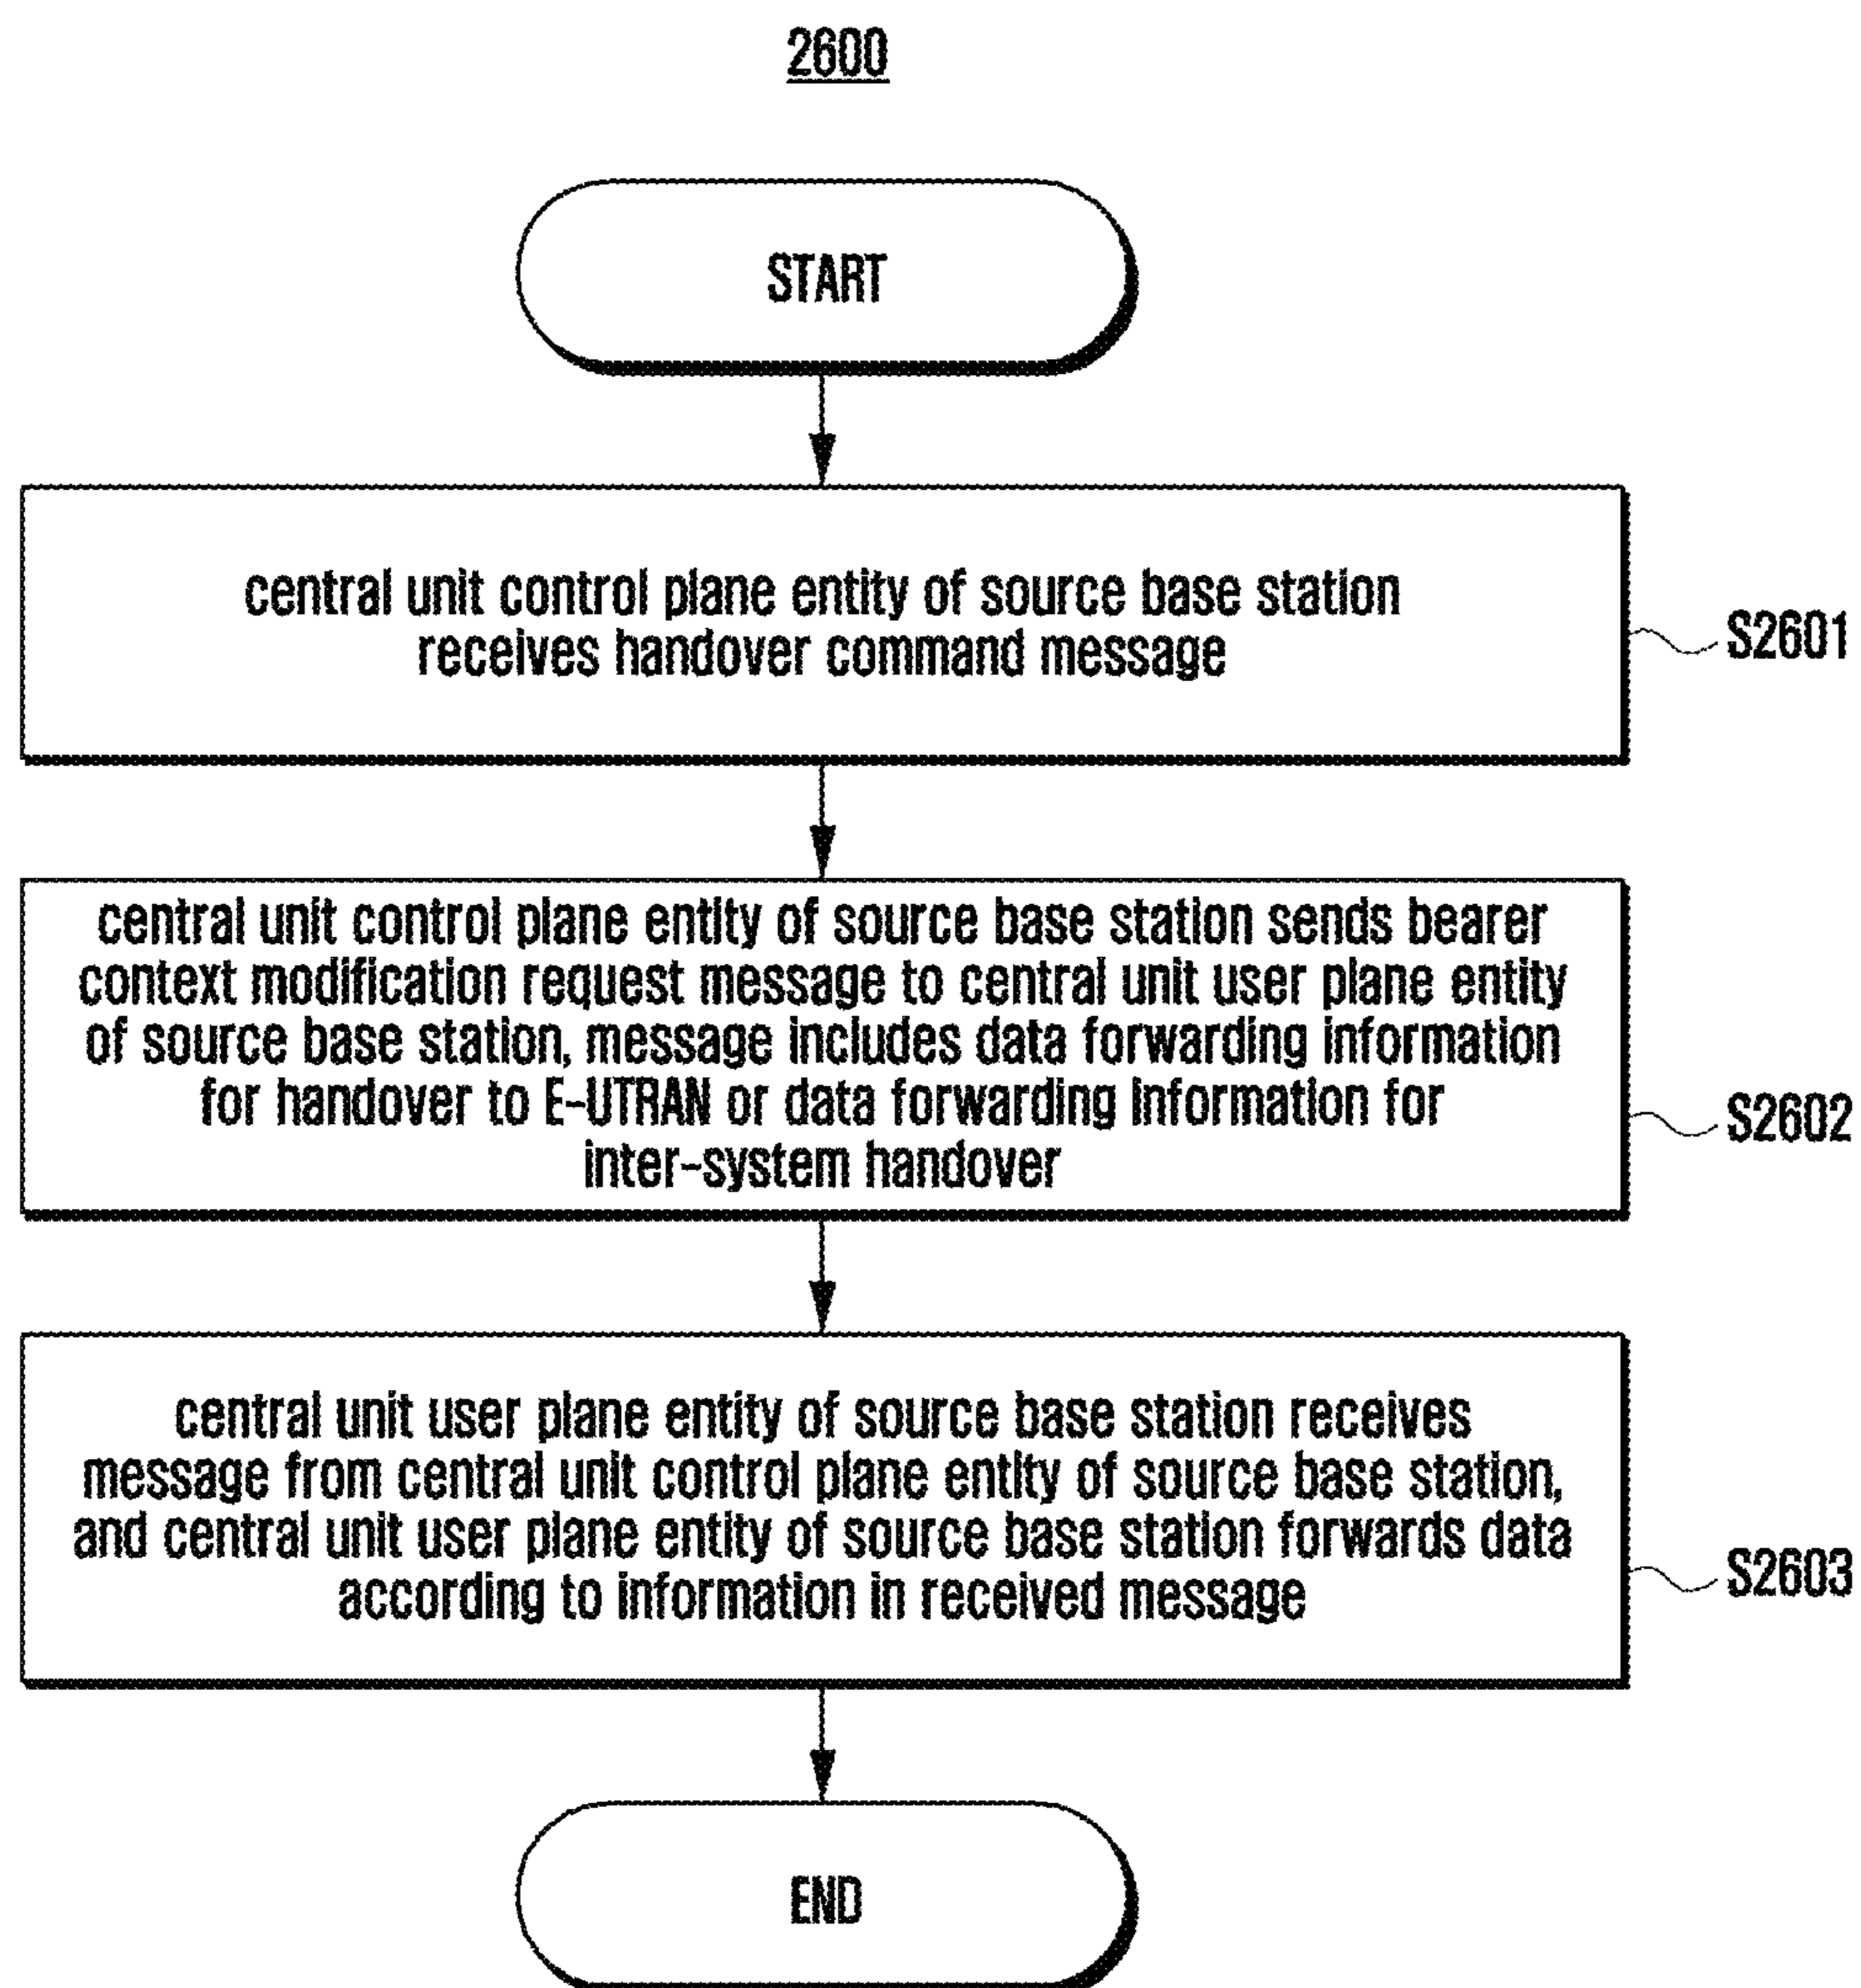 2600
START
central unit control plane entity of source base station
receives handover command message
S2601
central unit control plane entity of source base station sends bearer
context modification request message to central unit user plane entity
of source base station, message includes data forwarding information
for handover to E-UTRAN or data forwarding information for
inter-system handover
S2602
central unit user plane entity of source base station receives
message from central unit control plane entity of source base station,
and central unit user plane entity of source base station forwards data
according to information in received message
S2603
END